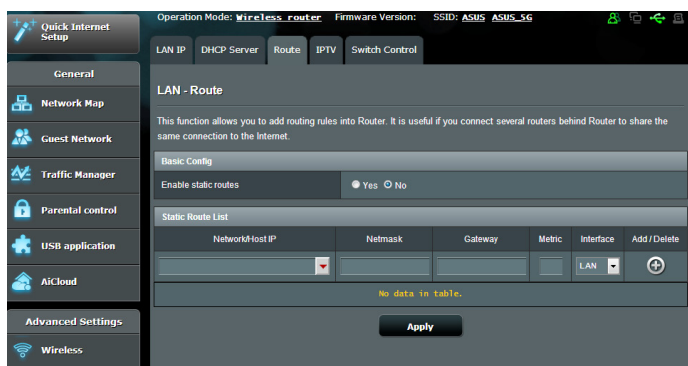 Quick Internet Setup
Operation Mode: Wireless router Firmware Version: SSID: ASUS ASUS_5G
LAN IP DHCP Server Route IPTV Switch Control
General
Network Map
Guest Network
Traffic Manager
Parental control
USB application
AiCloud
Advanced Settings
Wireless
LAN - Route
This function allows you to add routing rules into Router. It is useful if you connect several routers behind Router to share the
same connection to the Internet.
Basic Config
Enable static routes Yes No
Static Route List
Network/Host IP Netmask Gateway Metric Interface Add / Delete
LAN
No data in table.
Apply